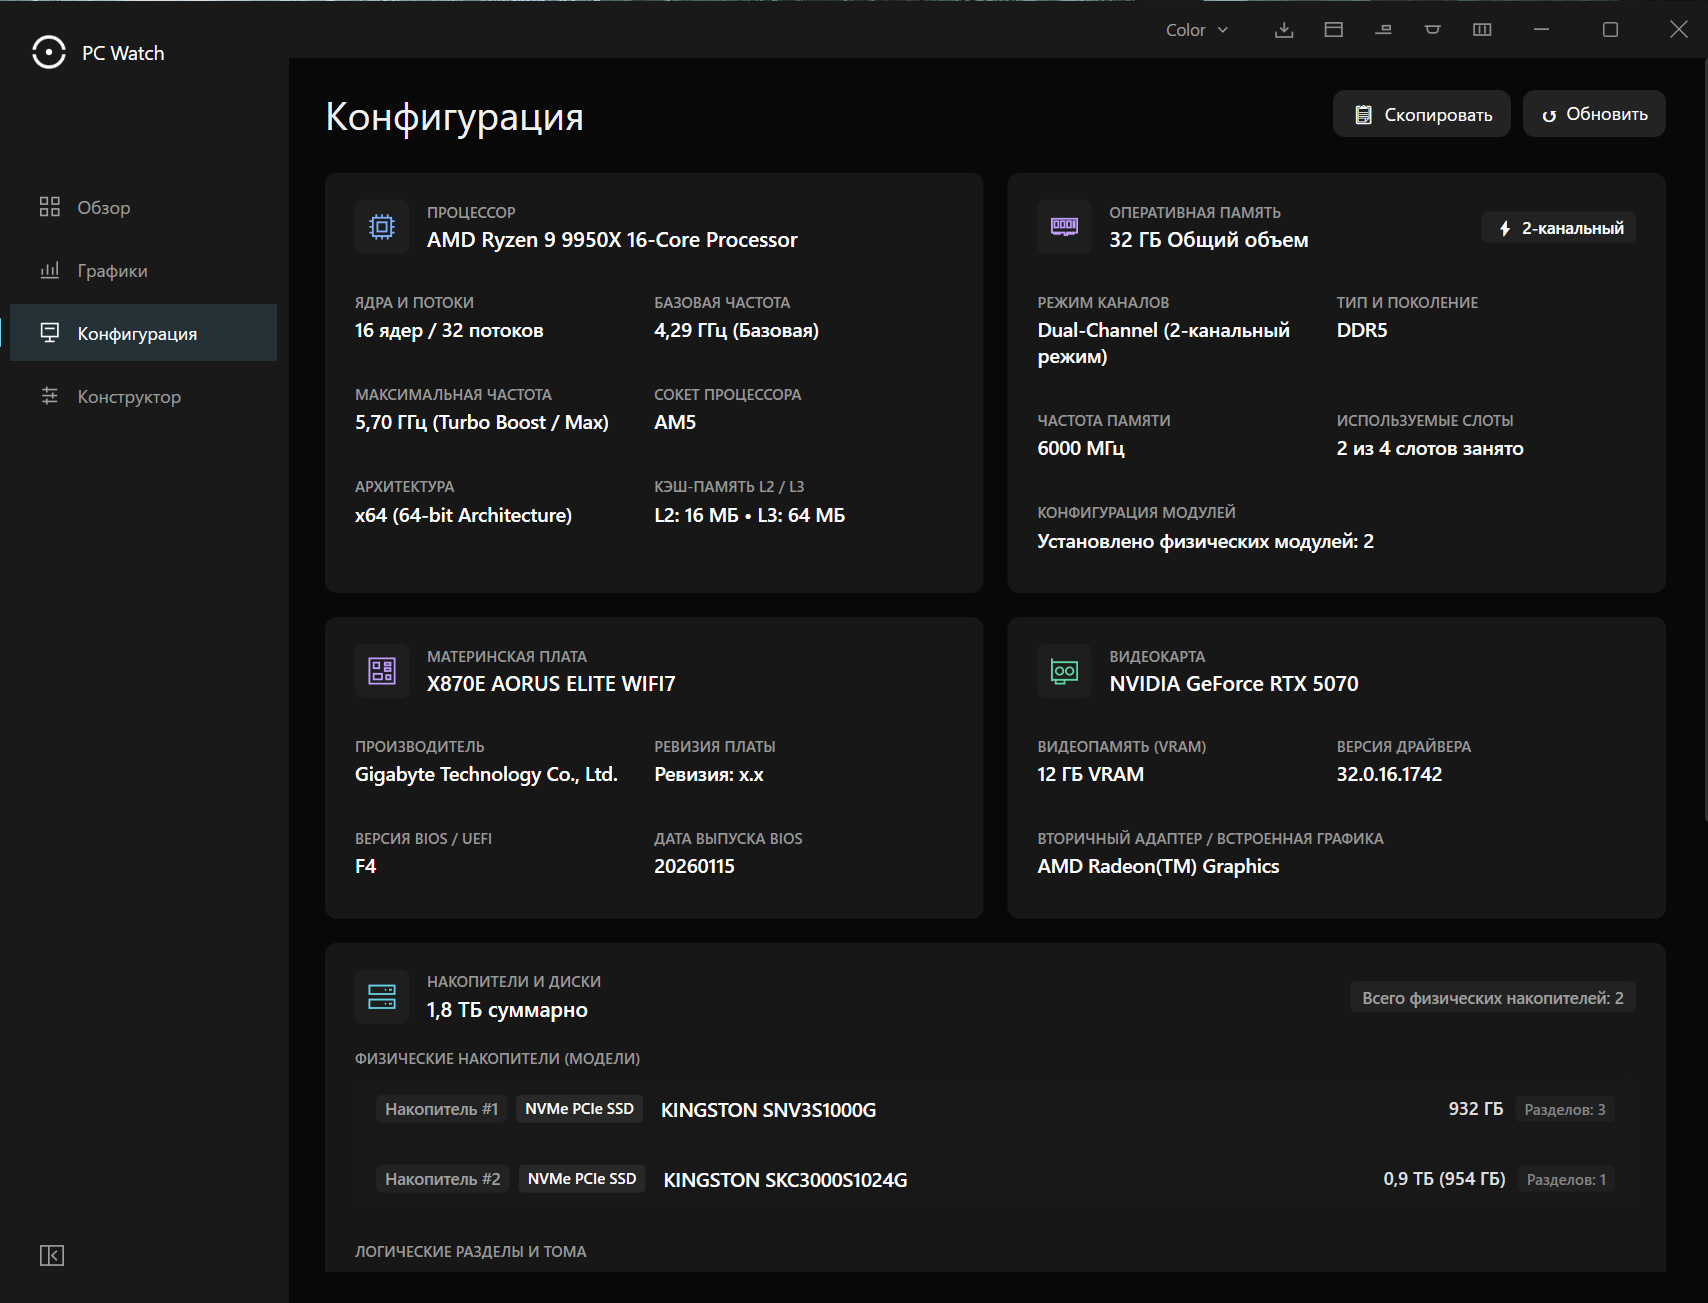 Color
PC Watch
Обзор
Графики
Конфигурация
Конструктор
Конфигурация
Скопировать
Обновить
ПРОЦЕССОР
AMD Ryzen 9 9950X 16-Core Processor
ЯДРА И ПОТОКИ
16 ядер / 32 потоков
БАЗОВАЯ ЧАСТОТА
4,29 ГГц (Базовая)
МАКСИМАЛЬНАЯ ЧАСТОТА
5,70 ГГц (Turbo Boost / Max)
СОКЕТ ПРОЦЕССОРА
AM5
АРХИТЕКТУРА
x64 (64-bit Architecture)
КЭШ-ПАМЯТЬ L2 / L3
L2: 16 МБ • L3: 64 МБ
ОПЕРАТИВНАЯ ПАМЯТЬ
32 ГБ Общий объем
2-канальный
РЕЖИМ КАНАЛОВ
Dual-Channel (2-канальный
режим)
ТИП И ПОКОЛЕНИЕ
DDR5
ЧАСТОТА ПАМЯТИ
6000 МГц
ИСПОЛЬЗУЕМЫЕ СЛОТЫ
2 из 4 слотов занято
КОНФИГУРАЦИЯ МОДУЛЕЙ
Установлено физических модулей: 2
МАТЕРИНСКАЯ ПЛАТА
X870E AORUS ELITE WIFI7
ПРОИЗВОДИТЕЛЬ
Gigabyte Technology Co., Ltd.
РЕВИЗИЯ ПЛАТЫ
Ревизия: x.x
ВЕРСИЯ BIOS / UEFI
F4
ДАТА ВЫПУСКА BIOS
20260115
ВИДЕОКАРТА
NVIDIA GeForce RTX 5070
ВИДЕОПАМЯТЬ (VRAM)
12 ГБ VRAM
ВЕРСИЯ ДРАЙВЕРА
32.0.16.1742
ВТОРИЧНЫЙ АДАПТЕР / ВСТРОЕННАЯ ГРАФИКА
AMD Radeon(TM) Graphics
НАКОПИТЕЛИ И ДИСКИ
1,8 ТБ суммарно
Всего физических накопителей: 2
ФИЗИЧЕСКИЕ НАКОПИТЕЛИ (МОДЕЛИ)
Накопитель #1 NVMe PCIe SSD KINGSTON SNV3S1000G 932 ГБ Разделов: 3
Накопитель #2 NVMe PCIe SSD KINGSTON SKC3000S1024G 0,9 ТБ (954 ГБ) Разделов: 1
ЛОГИЧЕСКИЕ РАЗДЕЛЫ И ТОМА